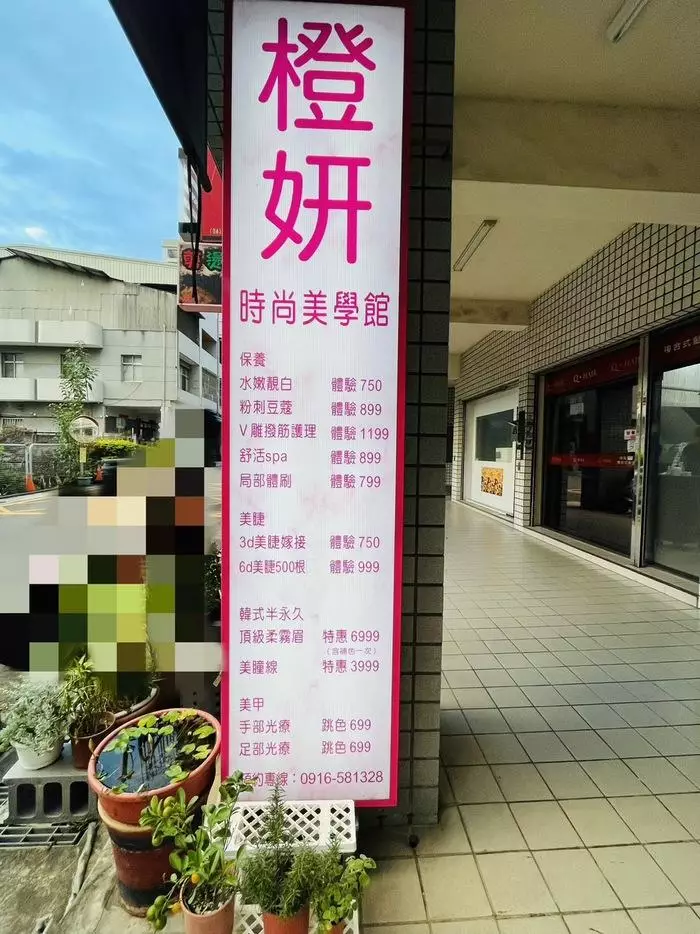 橙
妍
時尚美學館
保養
水嫩靚白 體驗 750
粉刺豆蔻 體驗 899
V雕撥筋護理 體驗 1199
舒活spa 體驗 899
局部體刷 體驗 799
美睫
3d美睫嫁接 體驗 750
6d美睫500根 體驗 999
韓式半永久
頂級柔霧眉 特惠 6999
(含補色一次)
美瞳線 特惠 3999
美甲
手部光療 跳色 699
足部光療 跳色 699
預約專線：0916-581328